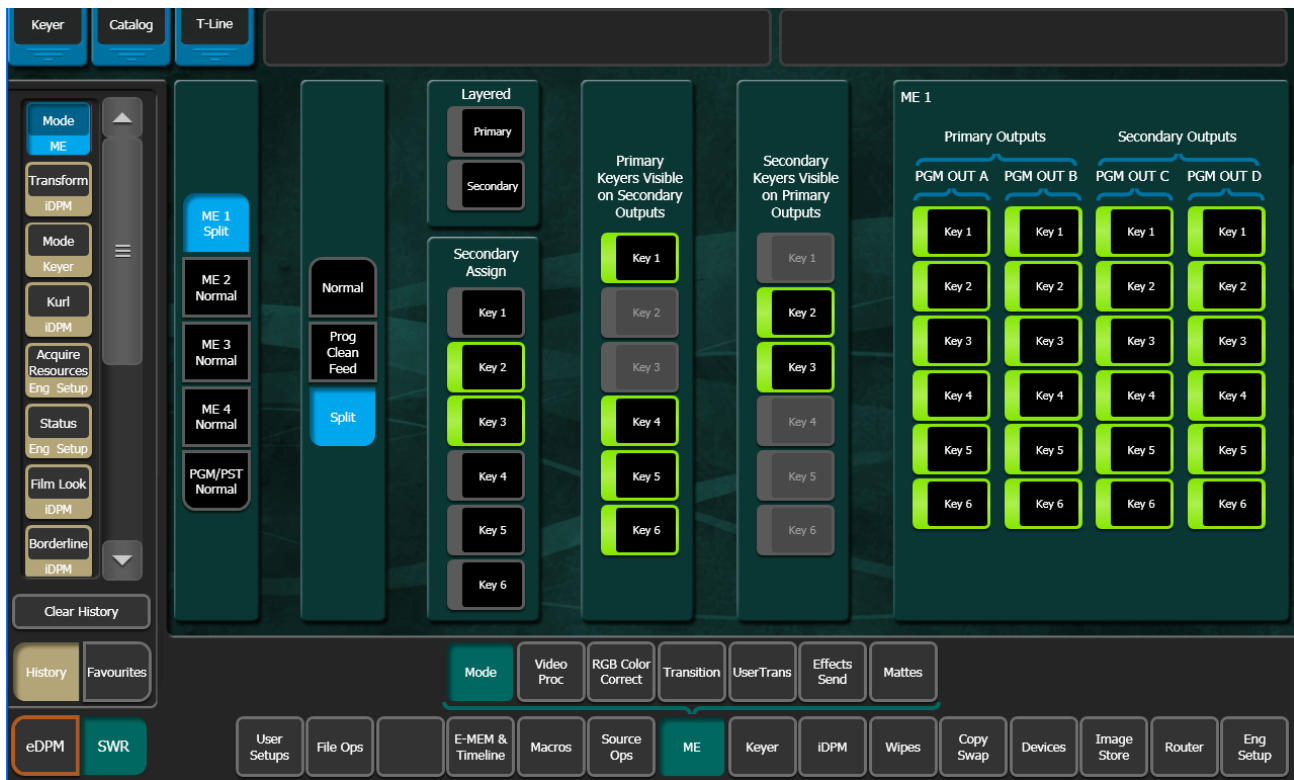 Keyer
Catalog
T-Line
Mode
ME
Transform
iDPM
Mode
Keyer
Kurl
iDPM
Acquire
Resources
Eng Setup
Status
Eng Setup
Film Look
iDPM
Borderline
iDPM
Clear History
History
Favourites
eDPM
SWR
ME 1
Split
ME 2
Normal
ME 3
Normal
ME 4
Normal
PGM/PST
Normal
Normal
Prog
Clean
Feed
Split
Layered
Primary
Secondary
Secondary
Assign
Key 1
Key 2
Key 3
Key 4
Key 5
Key 6
Primary
Keyers Visible
on Secondary
Outputs
Key 1
Key 2
Key 3
Key 4
Key 5
Key 6
Secondary
Keyers Visible
on Primary
Outputs
Key 1
Key 2
Key 3
Key 4
Key 5
Key 6
ME 1
Primary Outputs Secondary Outputs
PGM OUT A PGM OUT B PGM OUT C PGM OUT D
Key 1 Key 1 Key 1 Key 1
Key 2 Key 2 Key 2 Key 2
Key 3 Key 3 Key 3 Key 3
Key 4 Key 4 Key 4 Key 4
Key 5 Key 5 Key 5 Key 5
Key 6 Key 6 Key 6 Key 6
Mode
Video
Proc
RGB Color
Correct
Transition
UserTrans
Effects
Send
Mattes
User
Setups
File Ops
E-MEM &
Timeline
Macros
Source
Ops
ME
Keyer
iDPM
Wipes
Copy
Swap
Devices
Image
Store
Router
Eng
Setup